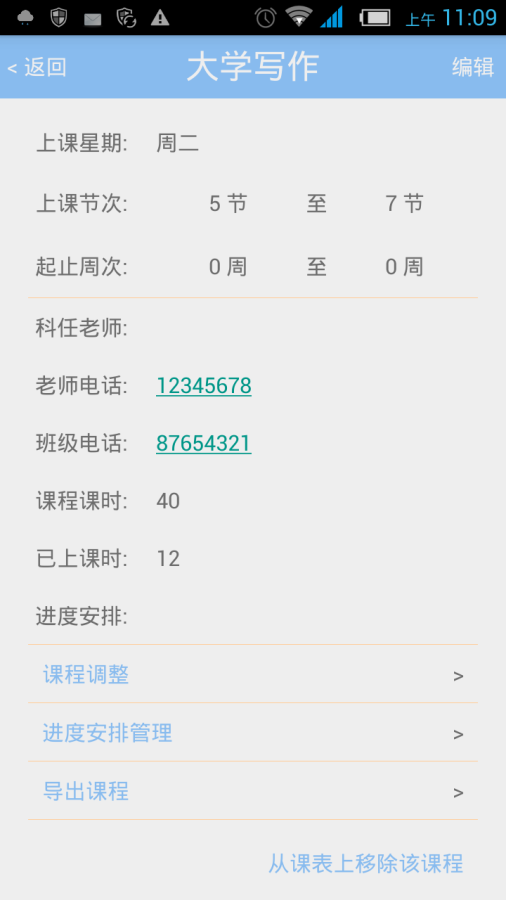 上午 11:09
< 返回 大学写作 编辑
上课星期: 周二
上课节次: 5 节 至 7 节
起止周次: 0 周 至 0 周
科任老师:
老师电话: 12345678
班级电话: 87654321
课程课时: 40
已上课时: 12
进度安排:
课程调整 >
进度安排管理 >
导出课程 >
从课表上移除该课程